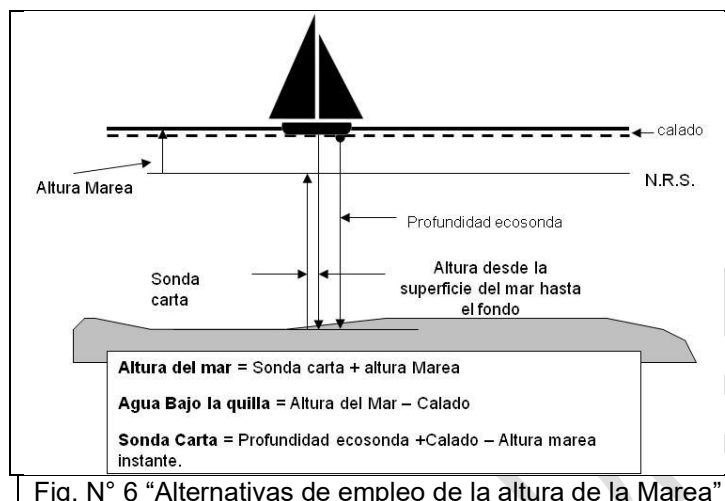 calado
Altura Marea
N.R.S.
Profundidad ecosonda
Sonda
carta
Altura desde la
superficie del mar hasta
el fondo
Altura del mar = Sonda carta + altura Marea
Agua Bajo la quilla = Altura del Mar – Calado
Sonda Carta = Profundidad ecosonda +Calado – Altura marea
instante.
Fig. N° 6 “Alternativas de empleo de la altura de la Marea”